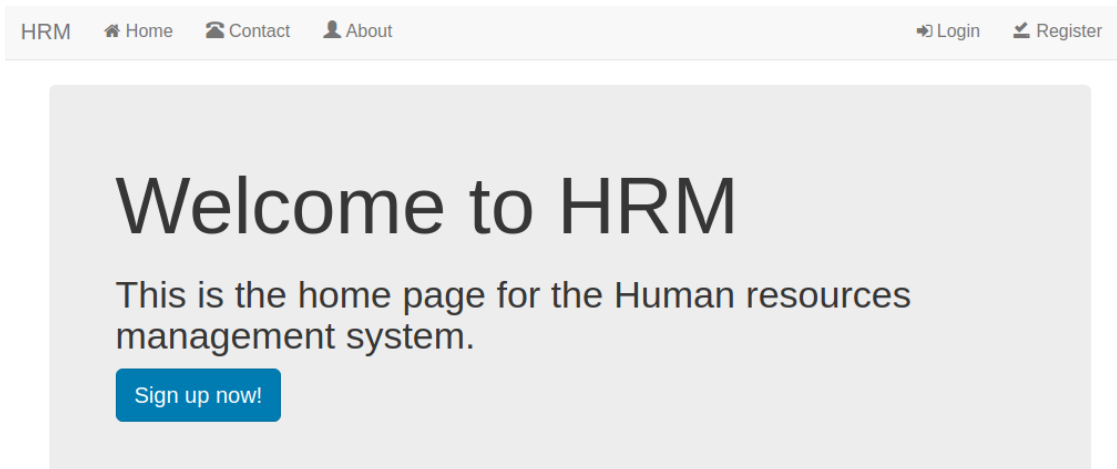 HRM Home Contact About Login Register
Welcome to HRM
This is the home page for the Human resources
management system.
Sign up now!